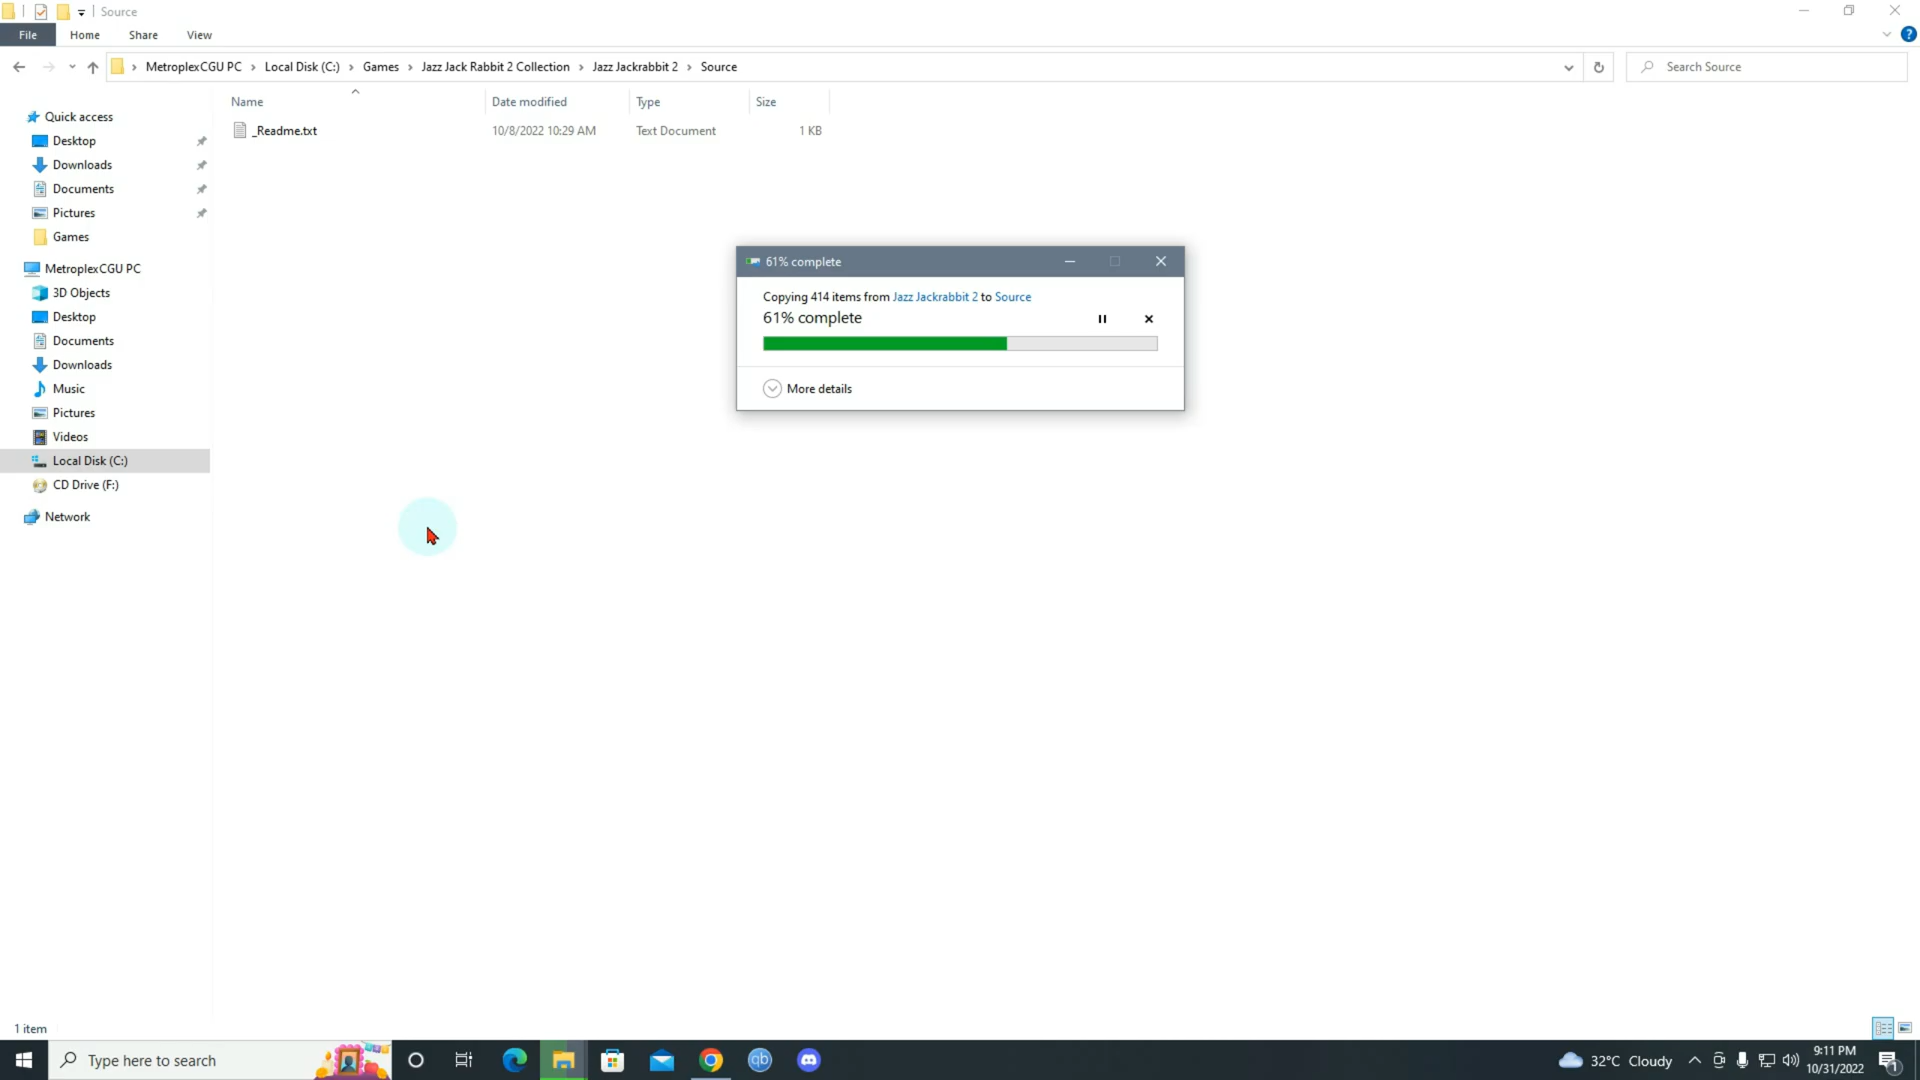 Source
File Home Share View
MetroplexCGU PC Local Disk (C:) Games Jazz Jack Rabbit 2 Collection Jazz Jackrabbit 2 Source
Search Source
Name Date modified Type Size
_Readme.txt 10/8/2022 10:29 AM Text Document 1 KB
Quick access
Desktop
Downloads
Documents
Pictures
Games
MetroplexCGU PC
3D Objects
Desktop
Documents
Downloads
Music
Pictures
Videos
Local Disk (C:)
CD Drive (F:)
Network
61% complete
Copying 414 items from Jazz Jackrabbit 2 to Source
61% complete
More details
1 item
Type here to search
qb
32°C Cloudy
9:11 PM
10/31/2022
1